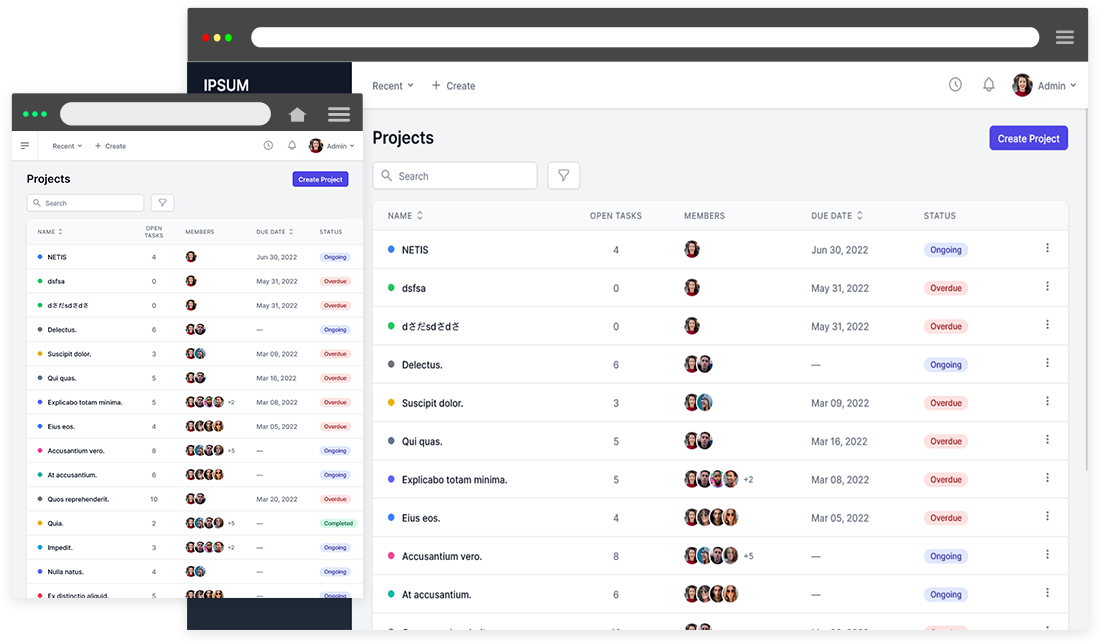 IPSUM
Recent + Create Admin
Projects Create Project
Search
NAME OPEN TASKS MEMBERS DUE DATE STATUS
NETIS 4 Jun 30, 2022 Ongoing
dsfsa 0 May 31, 2022 Overdue
dさだsdさdさ 0 May 31, 2022 Overdue
Delectus. 6 — Ongoing
Suscipit dolor. 3 Mar 09, 2022 Overdue
Qui quas. 5 Mar 16, 2022 Overdue
Explicabo totam minima. 5 +2 Mar 08, 2022 Overdue
Eius eos. 4 Mar 05, 2022 Overdue
Accusantium vero. 8 +5 — Ongoing
At accusantium. 6 — Ongoing
Recent + Create Admin
Projects Create Project
Search
NAME OPEN TASKS MEMBERS DUE DATE STATUS
NETIS 4 Jun 30, 2022 Ongoing
dsfsa 0 May 31, 2022 Overdue
dさだsdさdさ 0 May 31, 2022 Overdue
Delectus. 6 — Ongoing
Suscipit dolor. 3 Mar 09, 2022 Overdue
Qui quas. 5 Mar 16, 2022 Overdue
Explicabo totam minima. 5 +2 Mar 08, 2022 Overdue
Eius eos. 4 Mar 05, 2022 Overdue
Accusantium vero. 8 +5 — Ongoing
At accusantium. 6 — Ongoing
Quos reprehenderit. 10 Mar 20, 2022 Overdue
Quia. 2 +5 — Completed
Impedit. 3 +2 — Ongoing
Nulla natus. 4 — Ongoing
Ex distinctio aliquid. 5 — Ongoing